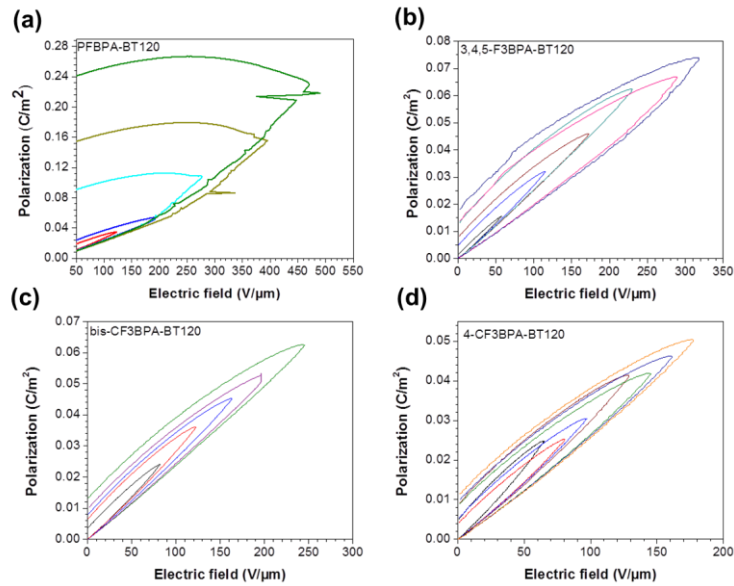 (a)
PFBPA-BT120
Polarization (C/m²)
0.28
0.24
0.20
0.16
0.12
0.08
0.04
0.00
50 100 150 200 250 300 350 400 450 500 550
Electric field (V/µm)
(b)
3,4,5-F3BPA-BT120
Polarization (C/m²)
0.08
0.07
0.06
0.05
0.04
0.03
0.02
0.01
0.00
0 50 100 150 200 250 300 350
Electric field (V/µm)
(c)
bis-CF3BPA-BT120
Polarization (C/m²)
0.07
0.06
0.05
0.04
0.03
0.02
0.01
0.00
0 50 100 150 200 250 300
Electric field (V/µm)
(d)
4-CF3BPA-BT120
Polarization (C/m²)
0.05
0.04
0.03
0.02
0.01
0.00
0 50 100 150 200
Electric field (V/µm)